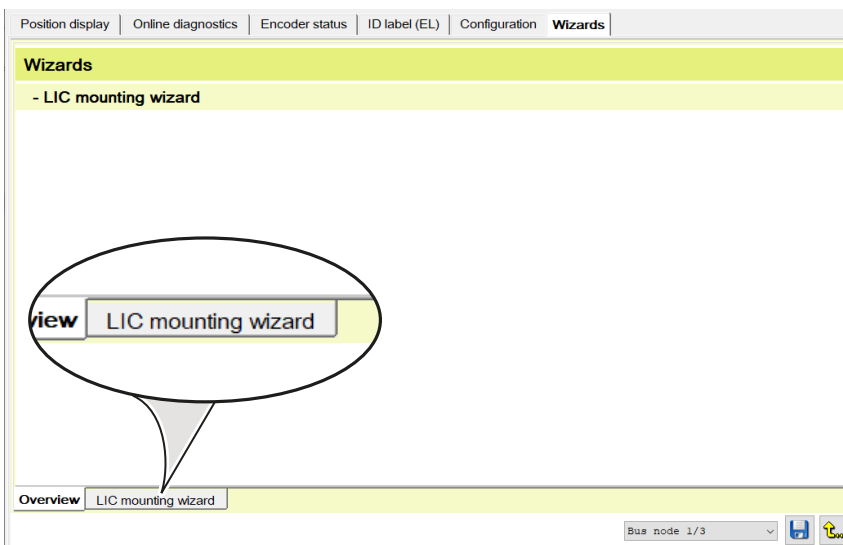 Position display Online diagnostics Encoder status ID label (EL) Configuration Wizards
Wizards
- LIC mounting wizard
view LIC mounting wizard
Overview LIC mounting wizard
Bus node 1/3